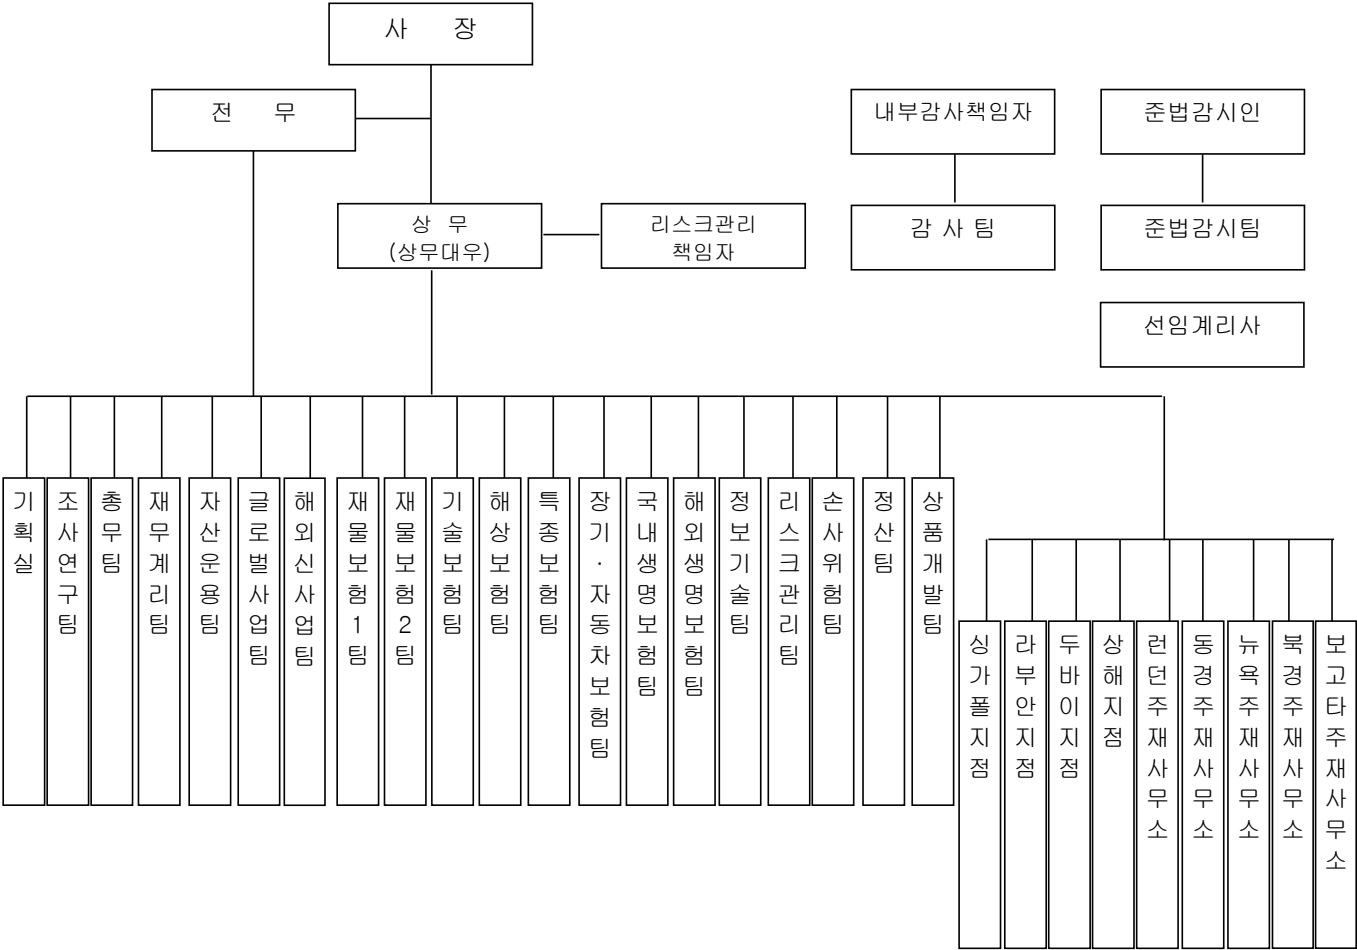 사 장
전 무
내부감사책임자
준법감시인
상 무
(상무대우)
리스크관리
책임자
감 사 팀
준법감시팀
선임계리사
기획실
조사연구팀
총무팀
재무계리팀
자산운용팀
글로벌사업팀
해외신사업팀
재물보험1팀
재물보험2팀
기술보험팀
해상보험팀
특종보험팀
장기·자동차보험팀
국내생명보험팀
해외생명보험팀
정보기술팀
리스크관리팀
손사위험팀
정산팀
상품개발팀
싱가폴지점
라부안지점
두바이지점
상해지점
런던주재사무소
동경주재사무소
뉴욕주재사무소
북경주재사무소
보고타주재사무소